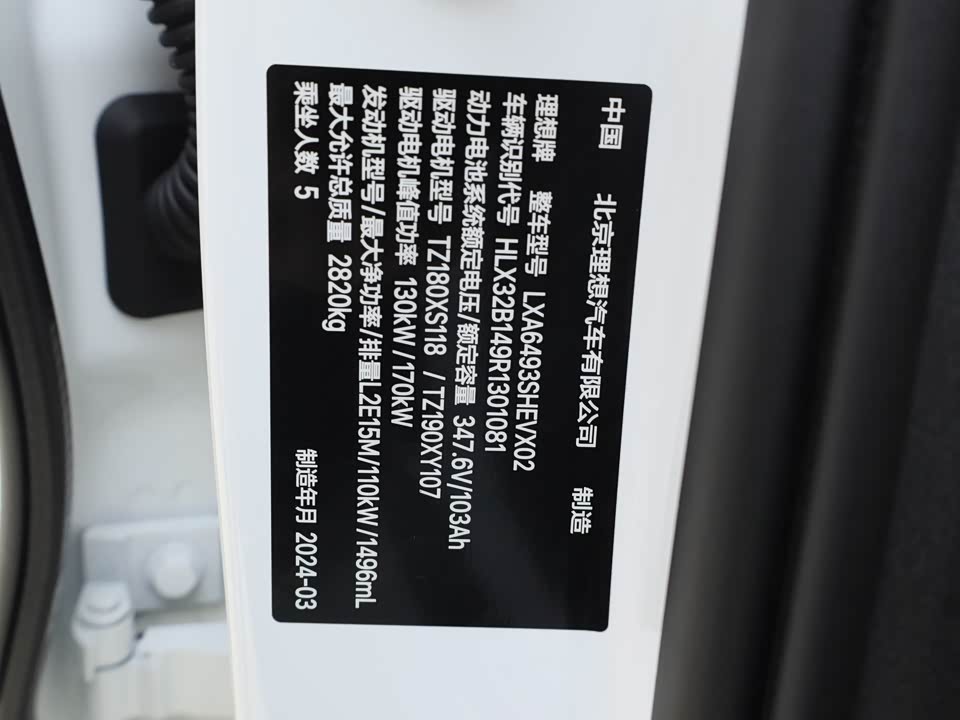 中国 北京理想汽车有限公司 制造
理想牌 整车型号 LXA6493SHEVX02
车辆识别代号 HLX32B149R1301081
动力电池系统额定电压/额定容量 347.6V/103Ah
驱动电机型号 TZ180XS118 /TZ190XY107
驱动电机峰值功率 130kW/170kW
发动机型号/最大净功率/排量L2E15M/110kW/1496mL
最大允许总质量 2820kg
乘坐人数 5 制造年月 2024-03